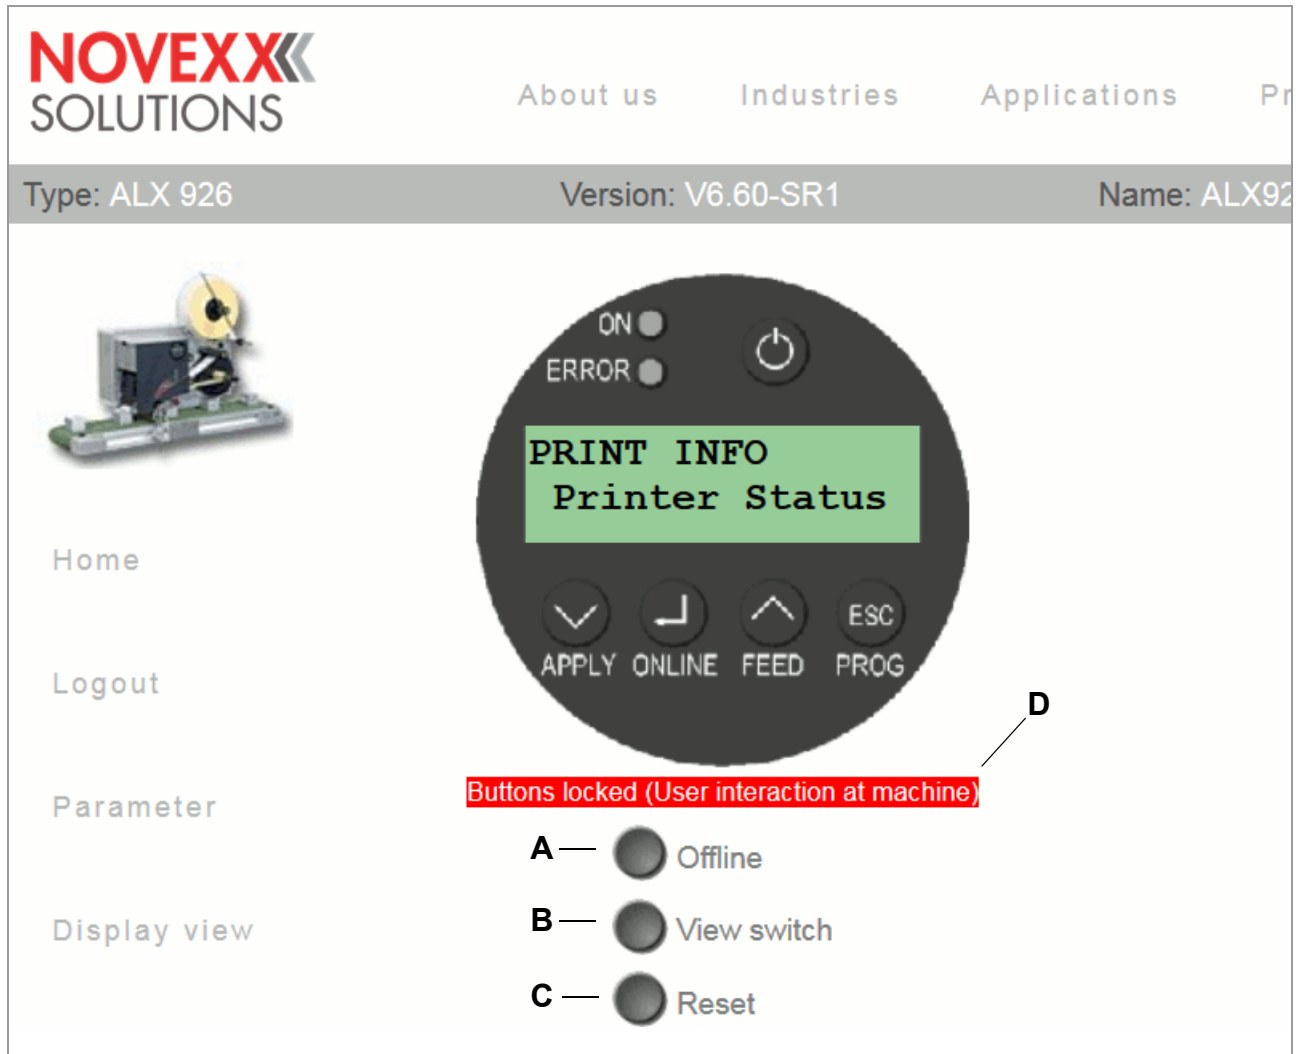 NOVEXX
SOLUTIONS
About us Industries Applications Pr
Type: ALX 926 Version: V6.60-SR1 Name: ALX92
ON
ERROR
PRINT INFO
Printer Status
ESC
APPLY ONLINE FEED PROG
Home
Logout
Parameter
Display view
D
Buttons locked (User interaction at machine)
A Offline
B View switch
C Reset